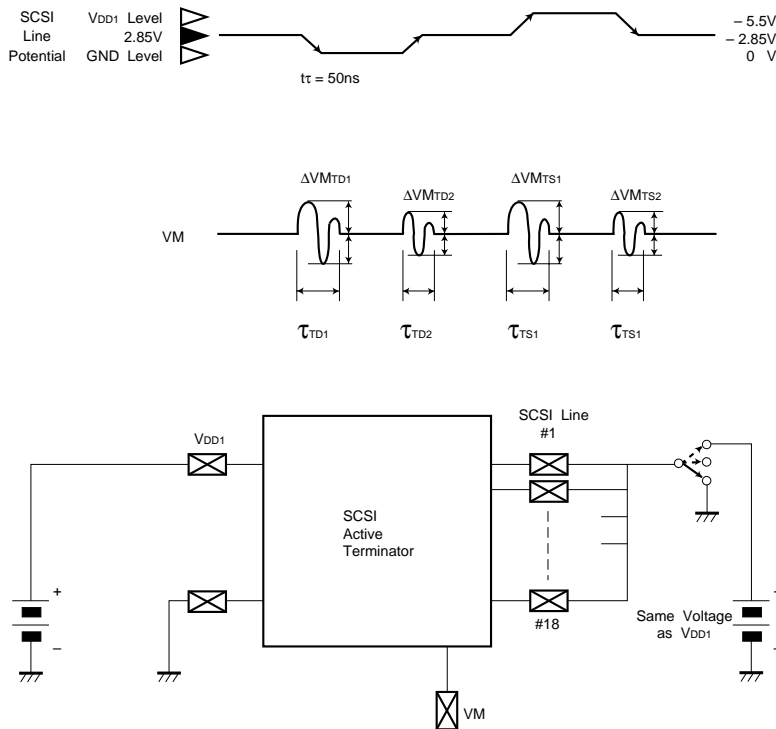 SCSI VDD1 Level – 5.5V
Line 2.85V – 2.85V
Potential GND Level 0 V
tτ = 50ns
ΔVMTD1 ΔVMTD2 ΔVMTS1 ΔVMTS2
VM
τTD1 τTD2 τTS1 τTS1
SCSI Line
#1
VDD1
SCSI
Active
Terminator
+ +
#18
Same Voltage
as VDD1
– –
VM